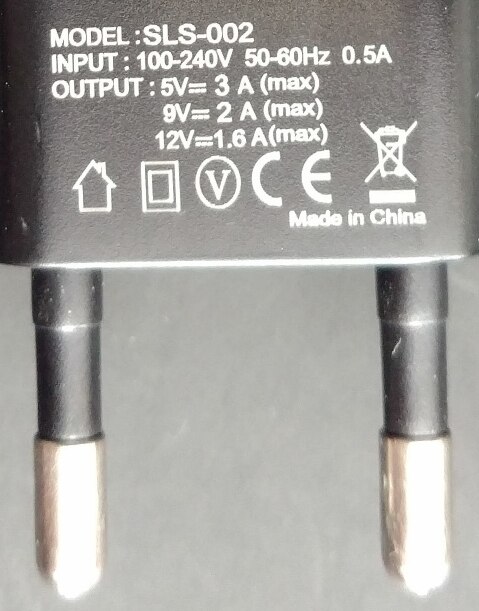 MODEL :SLS-002
INPUT : 100-240V 50-60Hz 0.5A
OUTPUT : 5V⎓ 3 A (max)
9V⎓ 2 A (max)
12V⎓1.6 A(max)
V CE
Made in China